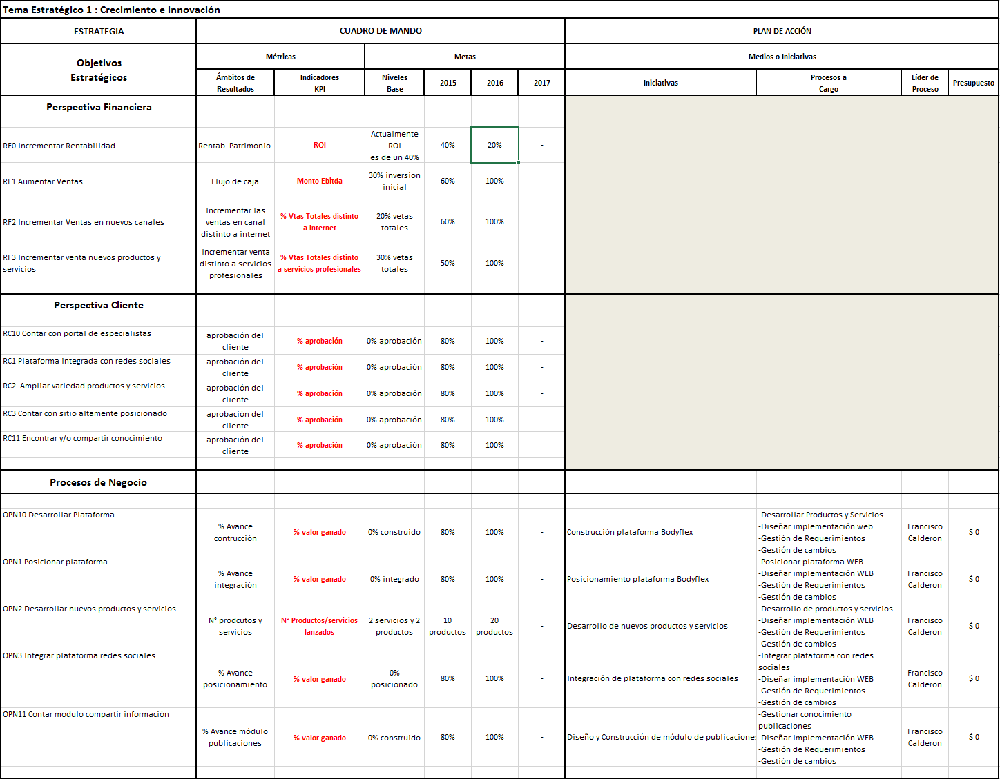 Tema Estratégico 1 : Crecimiento e Innovación
ESTRATEGIA
CUADRO DE MANDO
PLAN DE ACCIÓN
Objetivos
Estratégicos
Métricas
Metas
Medios o Iniciativas
Ámbitos de
Resultados
Indicadores
KPI
Niveles
Base
2015
2016
2017
Iniciativas
Procesos a
Cargo
Líder de
Proceso
Presupuesto
Perspectiva Financiera
RF0 Incrementar Rentabilidad
Rentab. Patrimonio.
ROI
Actualmente
ROI
es de un 40%
40%
20%
-
RF1 Aumentar Ventas
Flujo de caja
Monto Ebitda
30% inversion
inicial
60%
100%
-
RF2 Incrementar Ventas en nuevos canales
Incrementar las
ventas en canal
distinto a internet
% Vtas Totales distinto
a Internet
20% vetas
totales
60%
100%
RF3 Incrementar venta nuevos productos y
servicios
Incrementar venta
distinto a servicios
profesionales
% Vtas Totales distinto
a servicios profesionales
30% vetas
totales
50%
100%
Perspectiva Cliente
RC10 Contar con portal de especialistas
aprobación del
cliente
% aprobación
0% aprobación
80%
100%
-
RC1 Plataforma integrada con redes sociales
aprobación del
cliente
% aprobación
0% aprobación
80%
100%
-
RC2  Ampliar variedad productos y servicios
aprobación del
cliente
% aprobación
0% aprobación
80%
100%
-
RC3 Contar con sitio altamente posicionado
aprobación del
cliente
% aprobación
0% aprobación
80%
100%
-
RC11 Encontrar y/o compartir conocimiento
aprobación del
cliente
% aprobación
0% aprobación
80%
100%
Procesos de Negocio
OPN10 Desarrollar Plataforma
% Avance
contrucción
% valor ganado
0% construido
80%
100%
-
Construcción plataforma Bodyflex
-Desarrollar Productos y Servicios
-Diseñar implementación web
-Gestión de Requerimientos
-Gestión de cambios
Francisco
Calderon
$ 0
OPN1 Posicionar plataforma
% Avance
integración
% valor ganado
0% integrado
80%
100%
-
Posicionamiento plataforma Bodyflex
-Posicionar plataforma WEB
-Diseñar implementación WEB
-Gestión de Requerimientos
-Gestión de cambios
Francisco
Calderon
$ 0
OPN2 Desarrollar nuevos productos y servicios
N° prodcutos y
servicios
N° Productos/servicios
lanzados
2 servicios y 2
productos
10
productos
20
productos
-
Desarrollo de nuevos productos y servicios
-Desarrollo de productos y servicios
-Diseñar implementación WEB
-Gestión de Requerimientos
-Gestión de cambios
Francisco
Calderon
$ 0
OPN3 Integrar plataforma redes sociales
% Avance
posicionamiento
% valor ganado
0%
posicionado
80%
100%
-
Integración de plataforma con redes sociales
-Integrar plataforma con redes
sociales
-Diseñar implementación WEB
-Gestión de Requerimientos
-Gestión de cambios
Francisco
Calderon
$ 0
OPN11 Contar modulo compartir información
% Avance módulo
publicaciones
% valor ganado
0% construido
80%
100%
-
Diseño y Construcción de módulo de publicaciones
-Gestionar conocimiento
publicaciones
-Diseñar implementación WEB
-Gestión de Requerimientos
-Gestión de cambios
Francisco
Calderon
$ 0